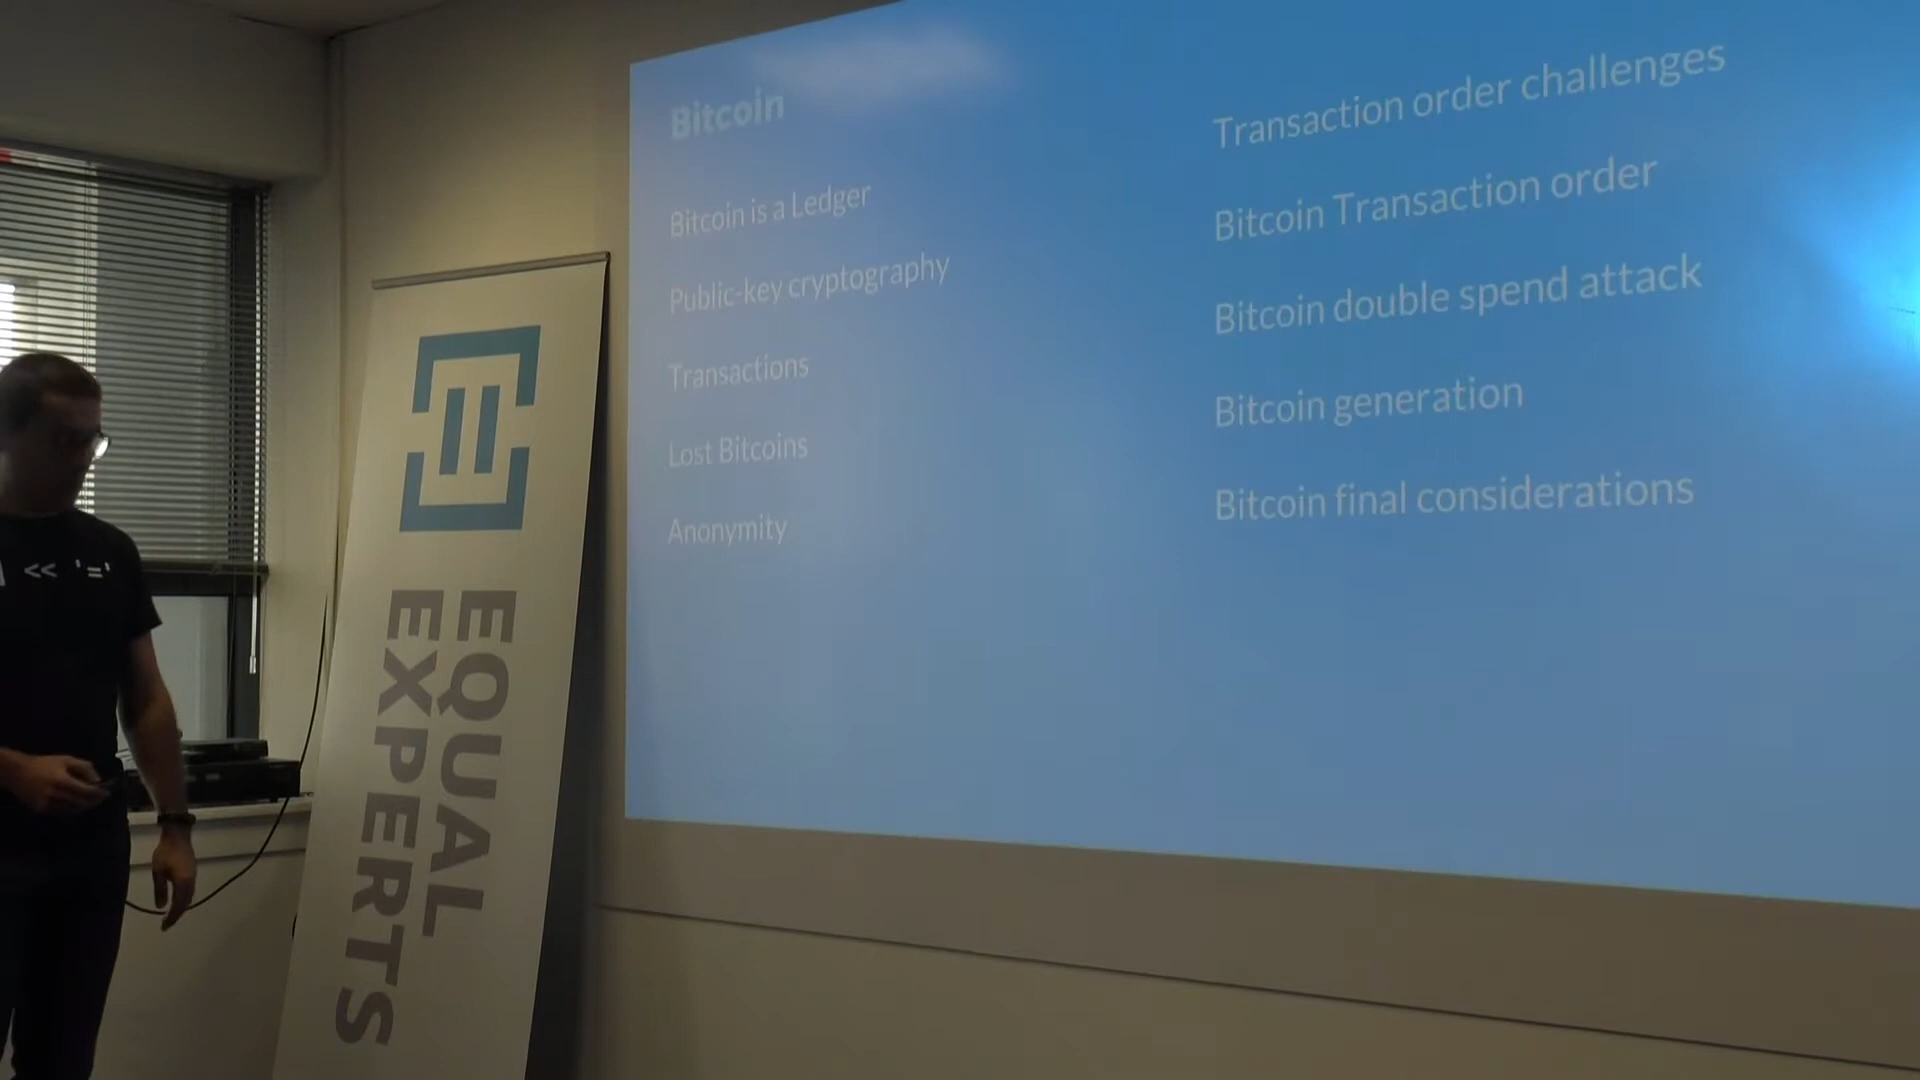 Bitcoin
Bitcoin is a Ledger
Public-key cryptography
Transactions
Lost Bitcoins
Anonymity
Transaction order challenges
Bitcoin Transaction order
Bitcoin double spend attack
Bitcoin generation
Bitcoin final considerations
EQUAL
EXPERTS
<< '='